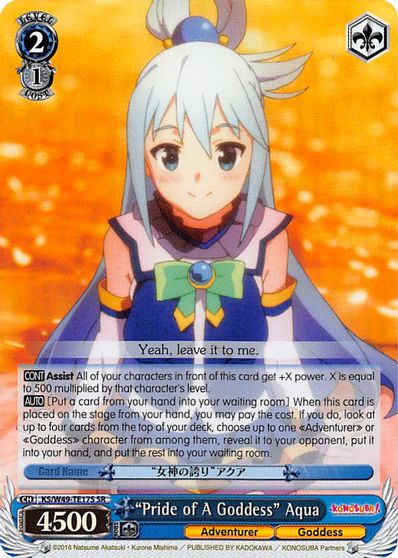 LEVEL
2
1
COST
Yeah, leave it to me.
CONT Assist All of your characters in front of this card get +X power. X is equal
to 500 multiplied by that character's level.
AUTO [Put a card from your hand into your waiting room] When this card is
placed on the stage from your hand, you may pay the cost. If you do, look at
up to four cards from the top of your deck, choose up to one «Adventurer» or
«Goddess» character from among them, reveal it to your opponent, put it
into your hand, and put the rest into your waiting room.
Card Name
“女神の誇り”アクア
CH KS/W49-TE17S SR
“Pride of A Goddess” Aqua
KONOSUBA!
POWER
4500
Adventurer
Goddess
©2016 Natsume Akatsuki・Kurone Mishima / PUBLISHED BY KADOKAWA / KONOSUBA Partners